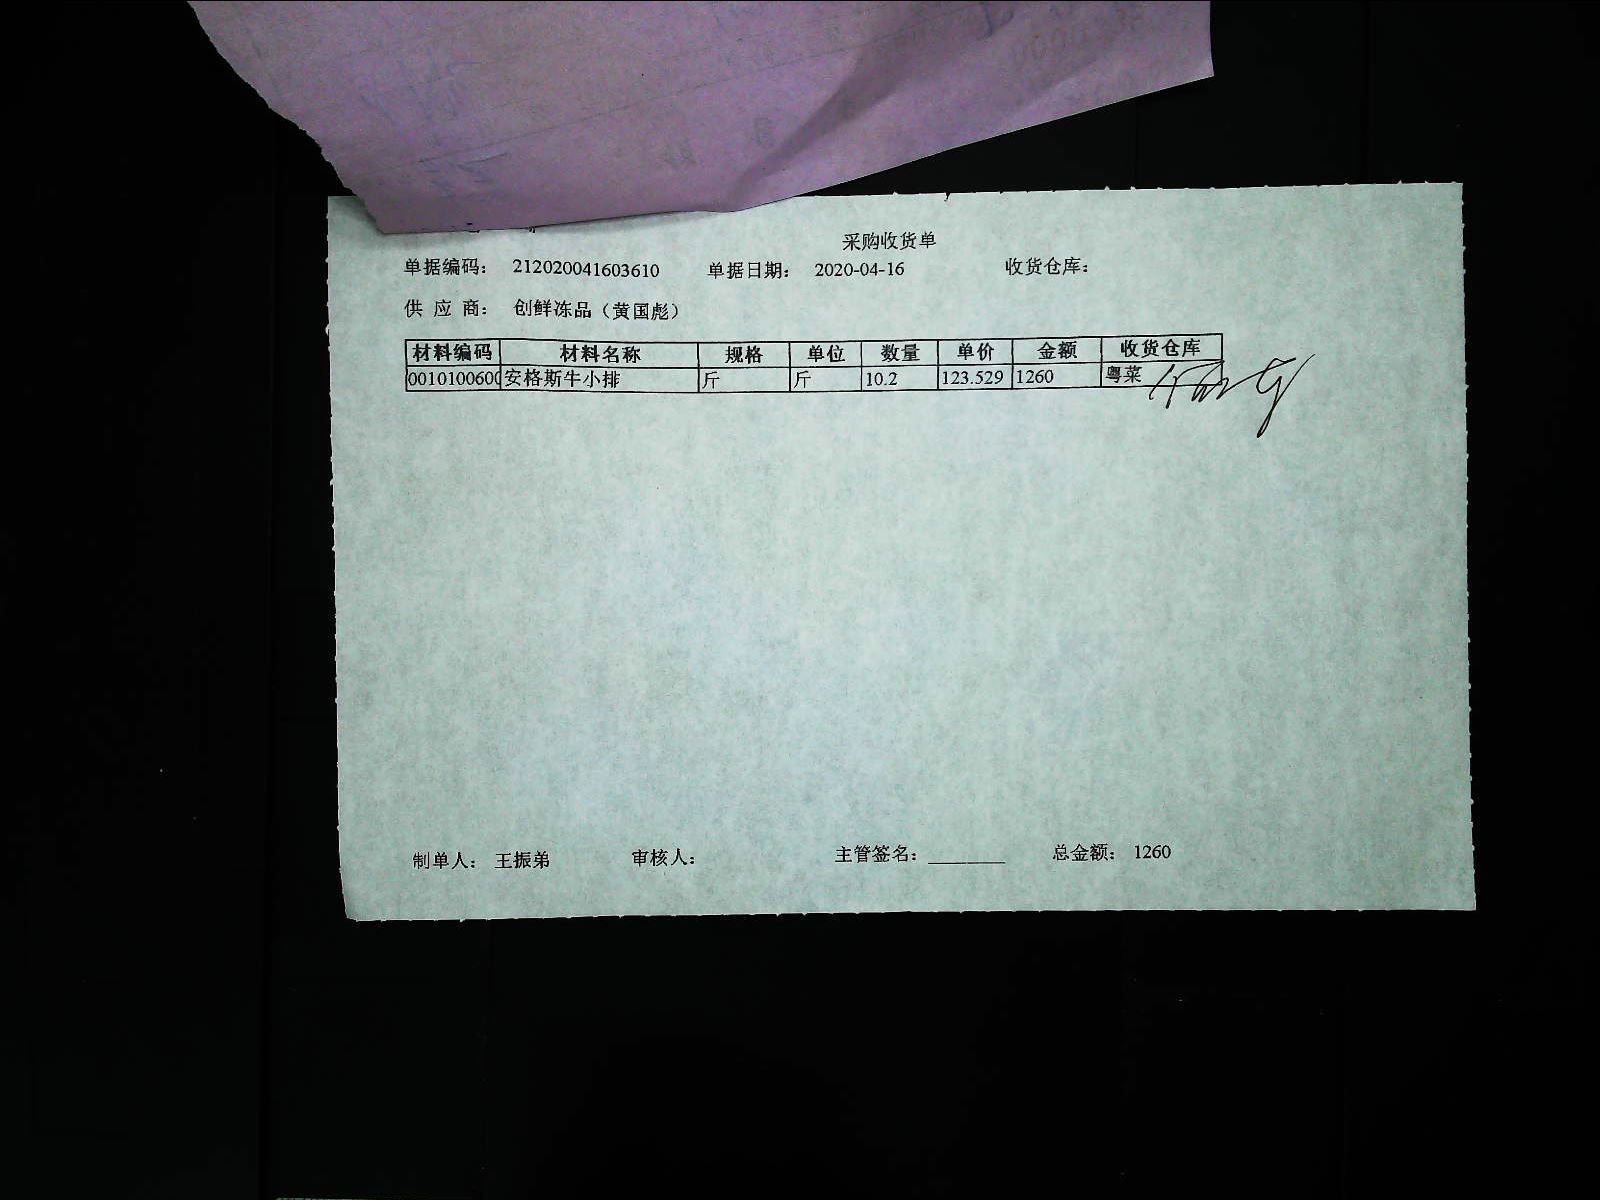 采购收货单
单据编码： 212020041603610 单据日期： 2020-04-16 收货仓库：
供 应 商： 创鲜冻品（黄国彪）
材料编码 材料名称 规格 单位 数量 单价 金额 收货仓库
0010100600 安格斯牛小排 斤 斤 10.2 123.529 1260 粤菜
制单人： 王振弟 审核人： 主管签名：________ 总金额： 1260